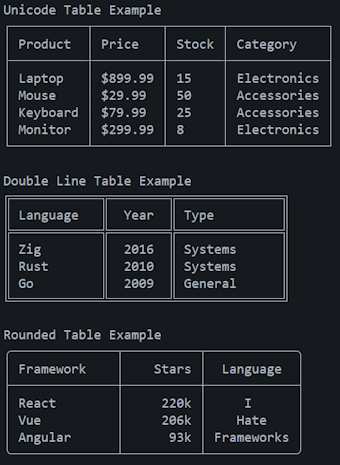 Unicode Table Example
Product Price Stock Category
Laptop $899.99 15 Electronics
Mouse $29.99 50 Accessories
Keyboard $79.99 25 Accessories
Monitor $299.99 8 Electronics
Double Line Table Example
Language Year Type
Zig 2016 Systems
Rust 2010 Systems
Go 2009 General
Rounded Table Example
Framework Stars Language
React 220k I
Vue 206k Hate
Angular 93k Frameworks